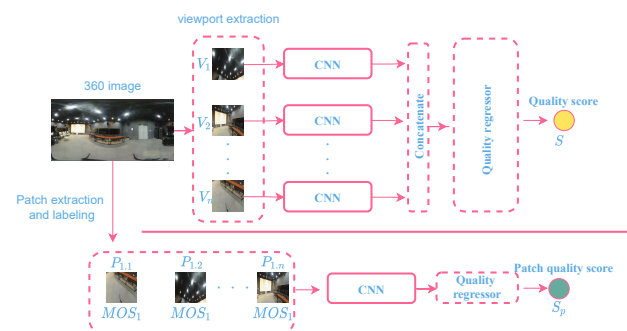 viewport extraction
360 image
V1
CNN
V2
CNN
Vn
CNN
Concatenate
Quality regressor
Quality score
S
Patch extraction
and labeling
P1.1
P1.2
P1.n
MOS1
MOS1
MOS1
CNN
Quality
regressor
Patch quality score
Sp